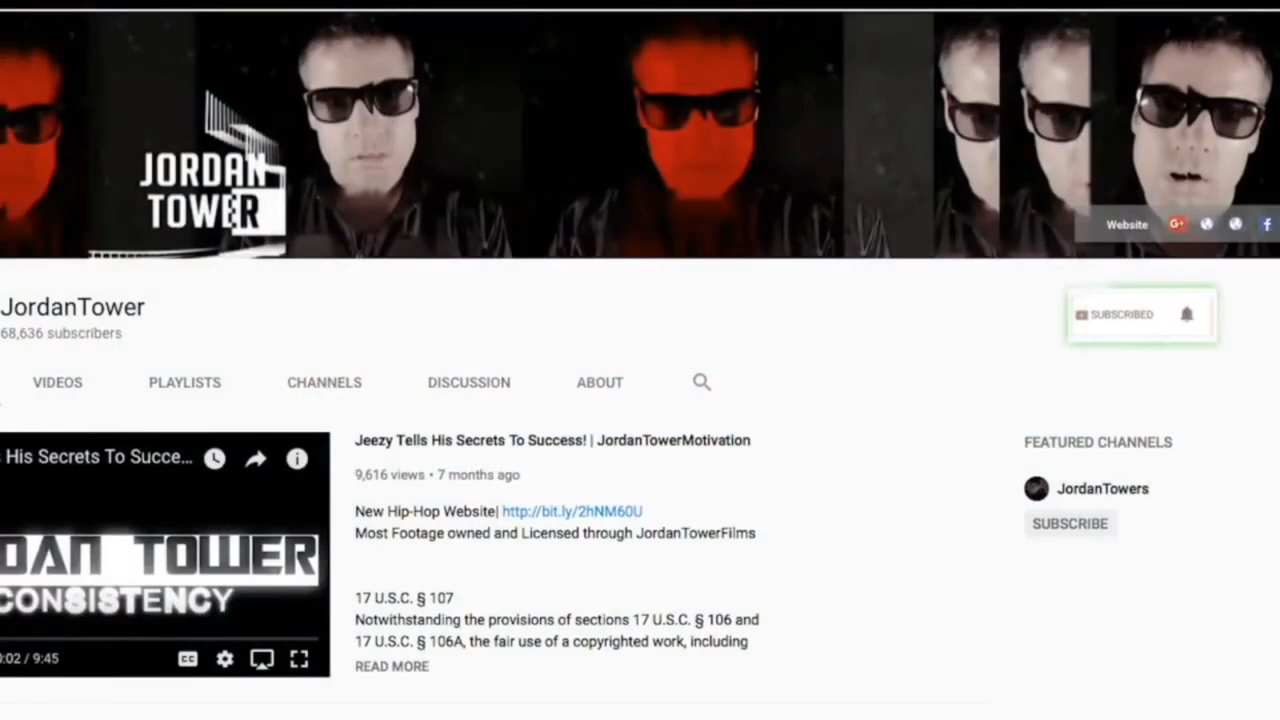 JORDAN
TOWER
Website
JordanTower
68,636 subscribers
SUBSCRIBED
VIDEOS PLAYLISTS CHANNELS DISCUSSION ABOUT
His Secrets To Succe...
DAN TOWER
CONSISTENCY
0:02 / 9:45
Jeezy Tells His Secrets To Success! | JordanTowerMotivation
9,616 views • 7 months ago
New Hip-Hop Website| http://bit.ly/2hNM60U
Most Footage owned and Licensed through JordanTowerFilms
17 U.S.C. § 107
Notwithstanding the provisions of sections 17 U.S.C. § 106 and
17 U.S.C. § 106A, the fair use of a copyrighted work, including
READ MORE
FEATURED CHANNELS
JordanTowers
SUBSCRIBE